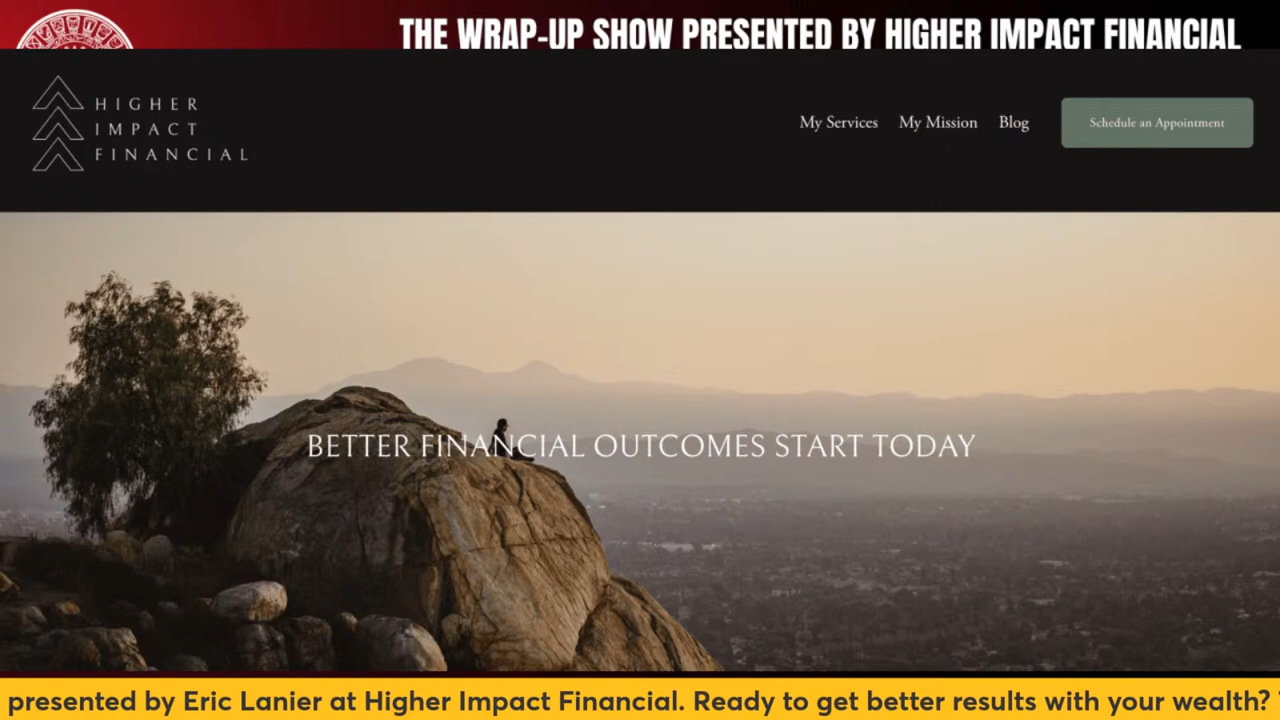 THE WRAP-UP SHOW PRESENTED BY HIGHER IMPACT FINANCIAL
HIGHER
IMPACT
FINANCIAL
My Services My Mission Blog Schedule an Appointment
BETTER FINANCIAL OUTCOMES START TODAY
presented by Eric Lanier at Higher Impact Financial. Ready to get better results with your wealth?